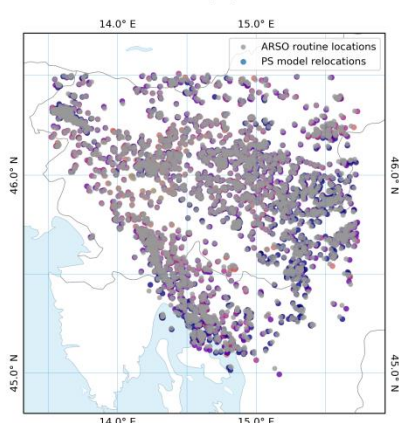 14.0° E 15.0° E
ARSO routine locations
PS model relocations
46.0° N 46.0° N
45.0° N 45.0° N
14.0° E 15.0° E